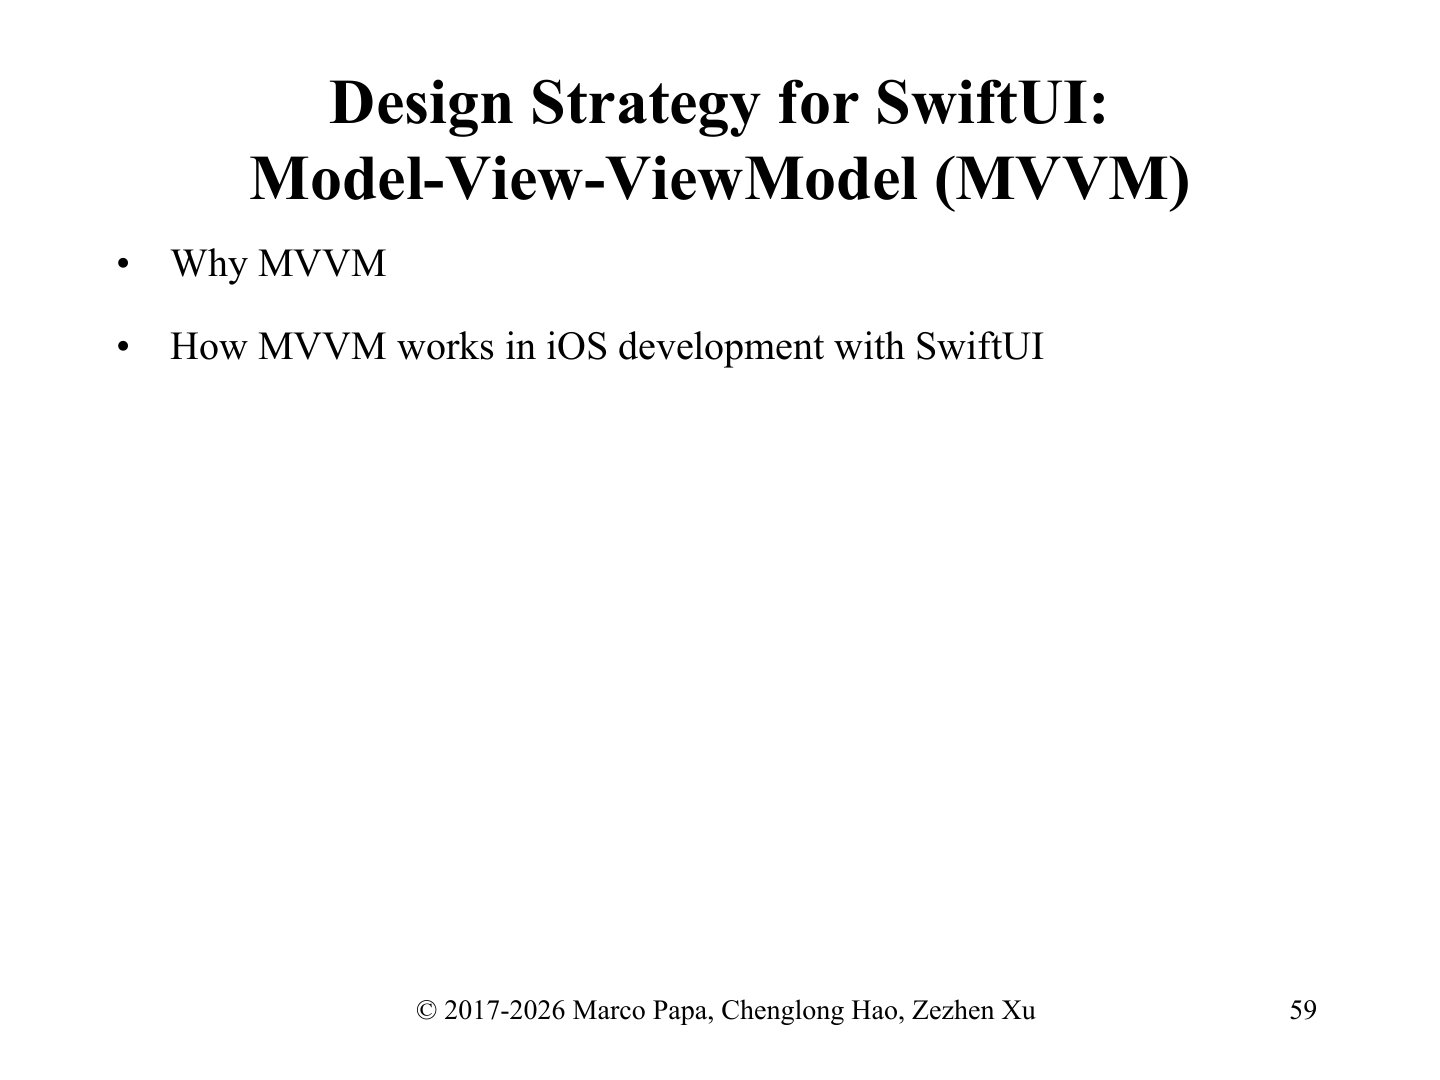 Design Strategy for SwiftUI:
Model-View-ViewModel (MVVM)
• Why MVVM
• How MVVM works in iOS development with SwiftUI
© 2017-2026 Marco Papa, Chenglong Hao, Zezhen Xu 59